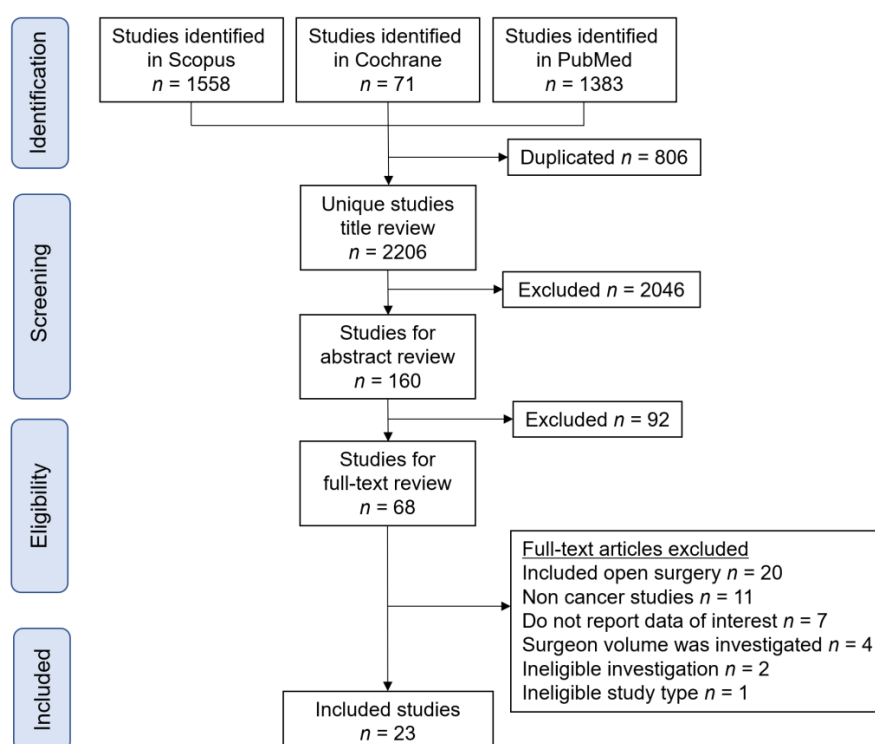 Identification
Studies identified
in Scopus
n = 1558
Studies identified
in Cochrane
n = 71
Studies identified
in PubMed
n = 1383
Duplicated n = 806
Screening
Unique studies
title review
n = 2206
Excluded n = 2046
Studies for
abstract review
n = 160
Excluded n = 92
Eligibility
Studies for
full-text review
n = 68
Full-text articles excluded
Included open surgery n = 20
Non cancer studies n = 11
Do not report data of interest n = 7
Surgeon volume was investigated n = 4
Ineligible investigation n = 2
Ineligible study type n = 1
Included
Included studies
n = 23